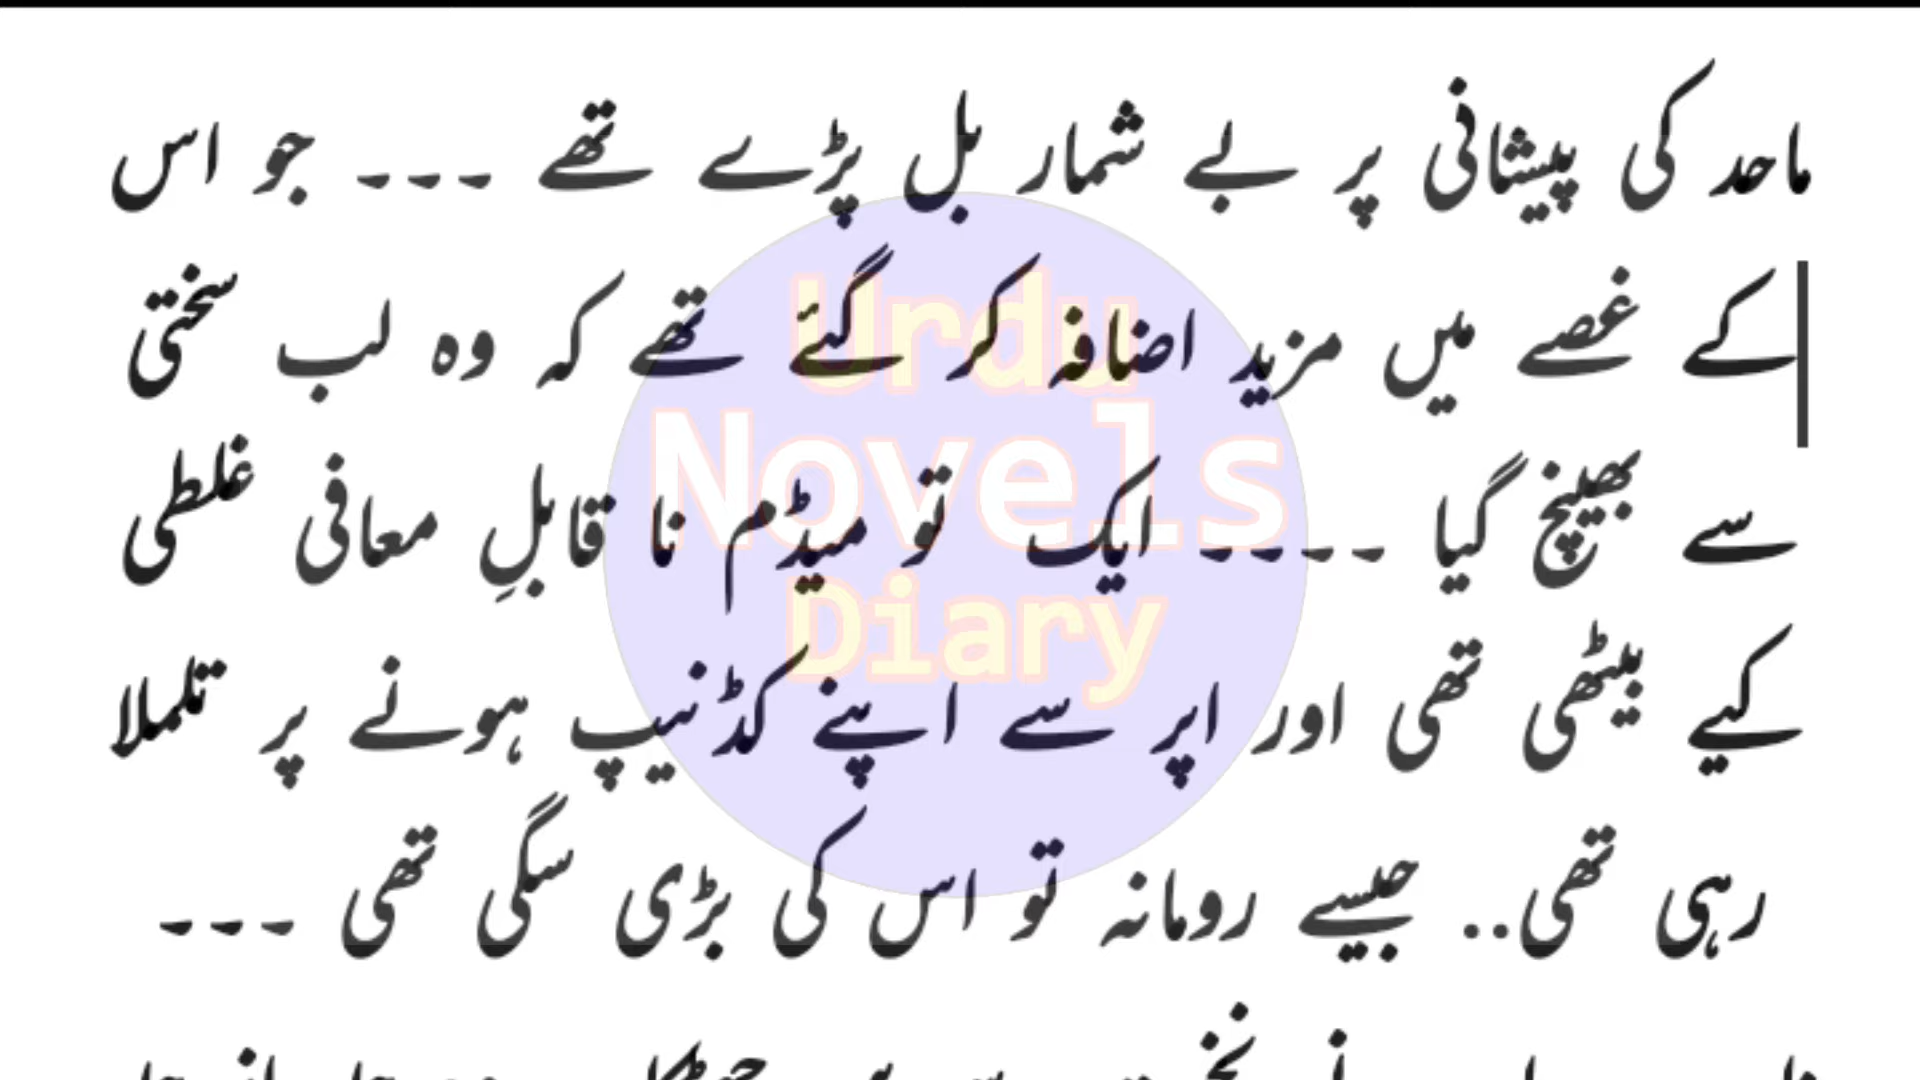 ماحد کی پیشانی پر بے شمار بل پڑے تھے ۔۔۔ جو اس
کے غصے میں مزید اضافہ کر گئے تھے کہ وہ لب سختی
سے بھینچ گیا ۔۔۔۔ ایک تو میڈم نا قابلِ معافی غلطی
کیے بیٹھی تھی اور اپر سے اپنے کڈنیپ ہونے پر تلملا
رہی تھی.. جیسے رومانہ تو اس کی بڑی سگی تھی ۔۔۔
Urdu
Novels
Diary